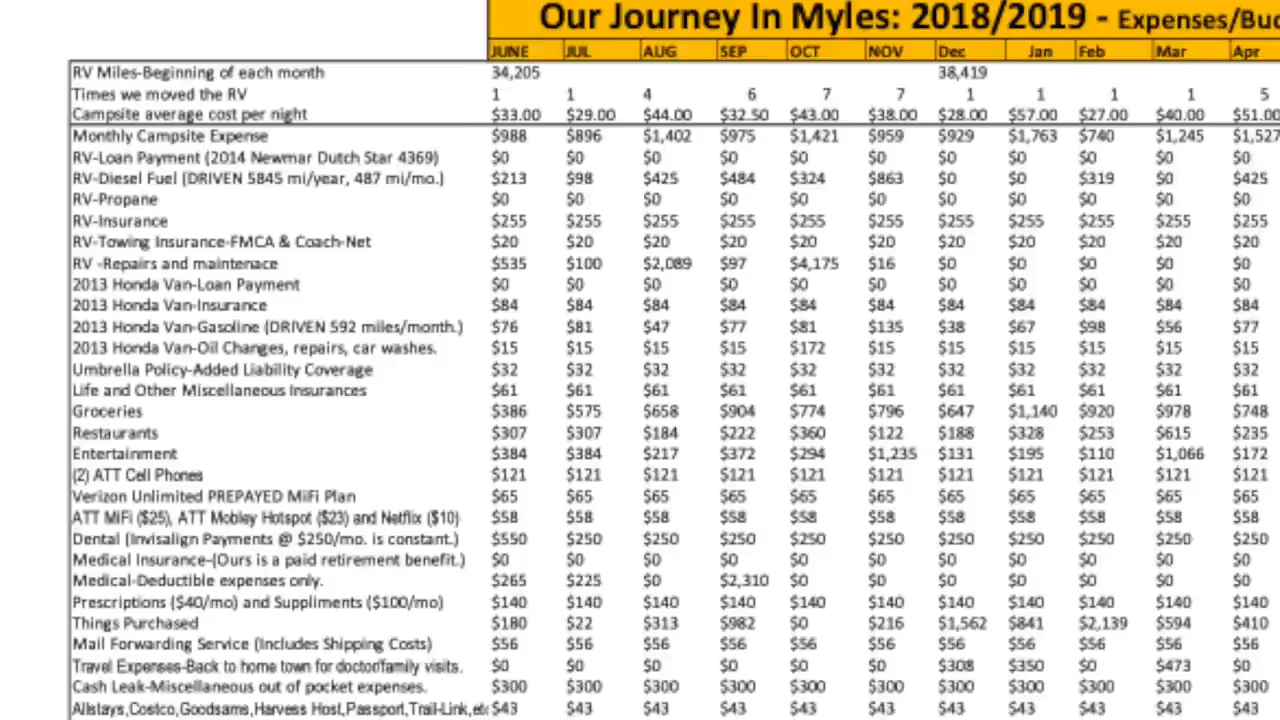 Our Journey In Myles: 2018/2019 - Expenses/Buc
JUNE JUL AUG SEP OCT NOV Dec Jan Feb Mar Apr
RV Miles-Beginning of each month 34,205 38,419
Times we moved the RV 1 1 4 6 7 7 1 1 1 1 5
Campsite average cost per night $33.00 $29.00 $44.00 $32.50 $43.00 $38.00 $28.00 $57.00 $27.00 $40.00 $51.00
Monthly Campsite Expense $988 $896 $1,402 $975 $1,421 $959 $929 $1,763 $740 $1,245 $1,527
RV-Loan Payment (2014 Newmar Dutch Star 4369) $0 $0 $0 $0 $0 $0 $0 $0 $0 $0 $0
RV-Diesel Fuel (DRIVEN 5845 mi/year, 487 mi/mo.) $213 $98 $425 $484 $324 $863 $0 $0 $319 $0 $425
RV-Propane $0 $0 $0 $0 $0 $0 $0 $0 $0 $0 $0
RV-Insurance $255 $255 $255 $255 $255 $255 $255 $255 $255 $255 $255
RV-Towing Insurance-FMCA & Coach-Net $20 $20 $20 $20 $20 $20 $20 $20 $20 $20 $20
RV -Repairs and maintenace $535 $100 $2,089 $97 $4,175 $16 $0 $0 $0 $0 $0
2013 Honda Van-Loan Payment $0 $0 $0 $0 $0 $0 $0 $0 $0 $0 $0
2013 Honda Van-Insurance $84 $84 $84 $84 $84 $84 $84 $84 $84 $84 $84
2013 Honda Van-Gasoline (DRIVEN 592 miles/month.) $76 $81 $47 $77 $81 $135 $38 $67 $98 $56 $77
2013 Honda Van-Oil Changes, repairs, car washes. $15 $15 $15 $15 $172 $15 $15 $15 $15 $15 $15
Umbrella Policy-Added Liability Coverage $32 $32 $32 $32 $32 $32 $32 $32 $32 $32 $32
Life and Other Miscellaneous Insurances $61 $61 $61 $61 $61 $61 $61 $61 $61 $61 $61
Groceries $386 $575 $658 $904 $774 $796 $647 $1,140 $920 $978 $748
Restaurants $307 $307 $184 $222 $360 $122 $188 $328 $253 $615 $235
Entertainment $384 $384 $217 $372 $294 $1,235 $131 $195 $110 $1,066 $172
(2) ATT Cell Phones $121 $121 $121 $121 $121 $121 $121 $121 $121 $121 $121
Verizon Unlimited PREPAYED MiFi Plan $65 $65 $65 $65 $65 $65 $65 $65 $65 $65 $65
ATT MiFi ($25), ATT Mobley Hotspot ($23) and Netflix ($10) $58 $58 $58 $58 $58 $58 $58 $58 $58 $58 $58
Dental (Invisalign Payments @ $250/mo. is constant.) $550 $250 $250 $250 $250 $250 $250 $250 $250 $250 $250
Medical Insurance-(Ours is a paid retirement benefit.) $0 $0 $0 $0 $0 $0 $0 $0 $0 $0 $0
Medical-Deductible expenses only. $265 $225 $0 $2,310 $0 $0 $0 $0 $0 $0 $0
Prescriptions ($40/mo) and Suppliments ($100/mo) $140 $140 $140 $140 $140 $140 $140 $140 $140 $140 $140
Things Purchased $180 $22 $313 $982 $0 $216 $1,562 $841 $2,139 $594 $410
Mail Forwarding Service (Includes Shipping Costs) $56 $56 $56 $56 $56 $56 $56 $56 $56 $56 $56
Travel Expenses-Back to home town for doctor/family visits. $0 $0 $0 $0 $0 $0 $308 $350 $0 $473 $0
Cash Leak-Miscellaneous out of pocket expenses. $300 $300 $300 $300 $300 $300 $300 $300 $300 $300 $300
Allstays,Costco,Goodsams,Harvess Host,Passport,Trail-Link,etc $43 $43 $43 $43 $43 $43 $43 $43 $43 $43 $43